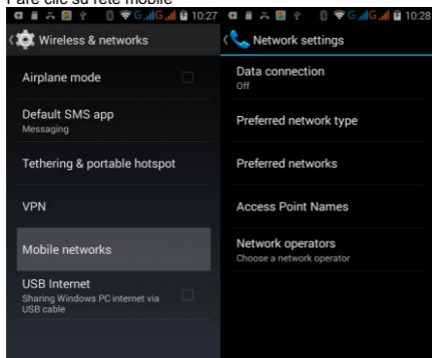 Fare clic su rete mobile
G G 10:27
Wireless & networks
Airplane mode
Default SMS app
Messaging
Tethering & portable hotspot
VPN
Mobile networks
USB Internet
Sharing Windows PC internet via
USB cable
G G 10:28
Network settings
Data connection
Off
Preferred network type
Preferred networks
Access Point Names
Network operators
Choose a network operator